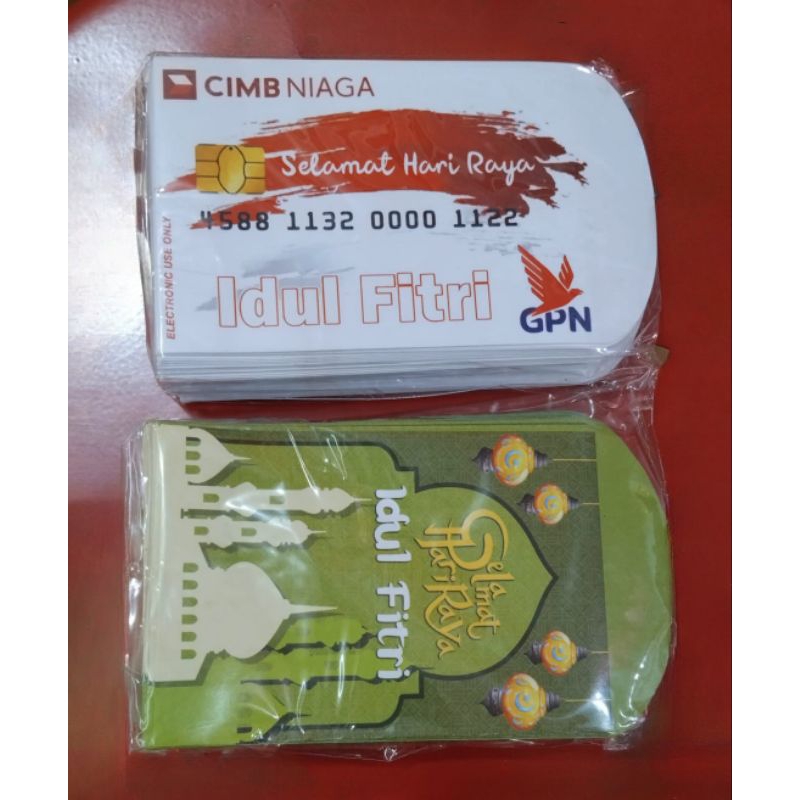 CIMB NIAGA
Selamat Hari Raya
4588 1132 0000 1122
ELECTRONIC USE ONLY
Idul Fitri
GPN
Selamat
Hari Raya
Idul Fitri